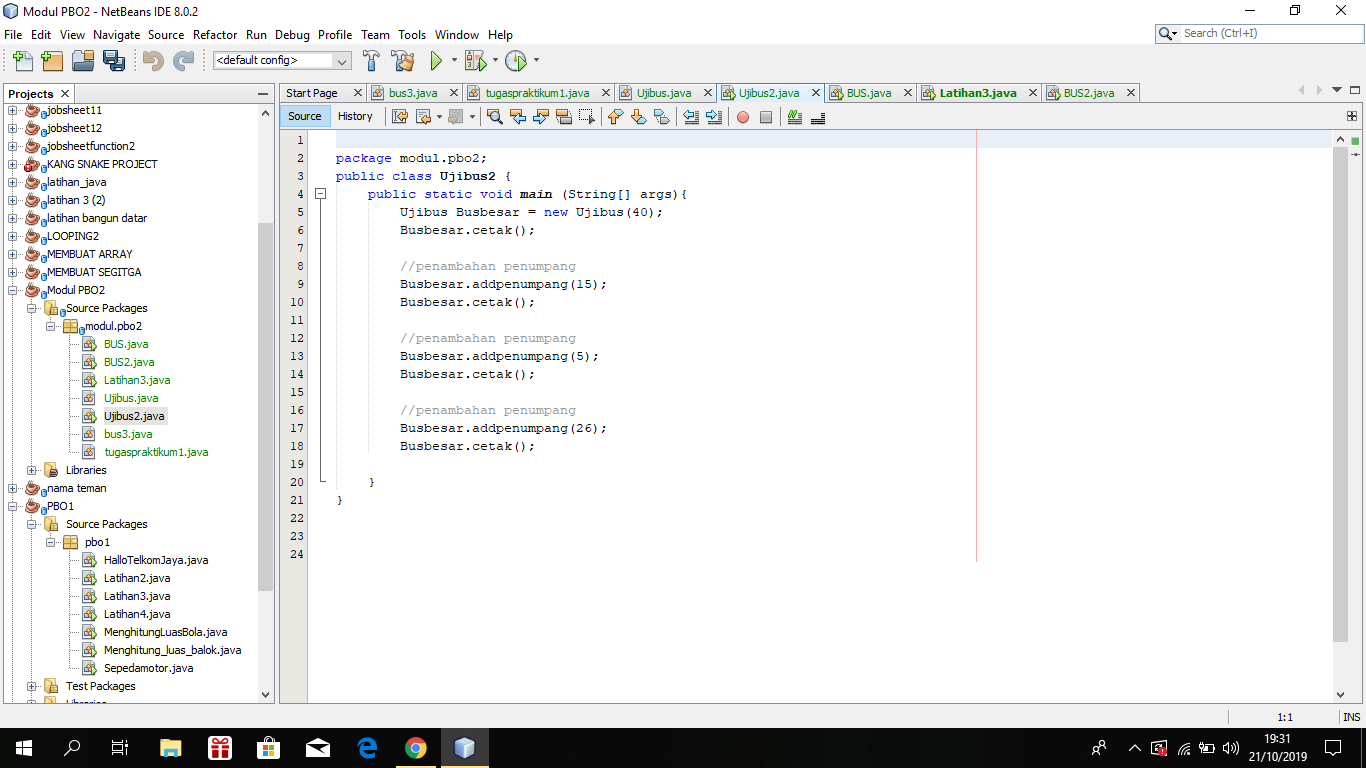 Modul PBO2 - NetBeans IDE 8.0.2
File Edit View Navigate Source Refactor Run Debug Profile Team Tools Window Help
Search (Ctrl+I)
<default config>
Projects
jobsheet11
jobsheet12
jobsheetfunction2
KANG SNAKE PROJECT
latihan_java
latihan 3 (2)
latihan bangun datar
LOOPING2
MEMBUAT ARRAY
MEMBUAT SEGITGA
Modul PBO2
Source Packages
modul.pbo2
BUS.java
BUS2.java
Latihan3.java
Ujibus.java
Ujibus2.java
bus3.java
tugaspraktikum1.java
Libraries
nama teman
PBO1
Source Packages
pbo1
HalloTelkomJaya.java
Latihan2.java
Latihan3.java
Latihan4.java
MenghitungLuasBola.java
Menghitung_luas_balok.java
Sepedamotor.java
Test Packages
Libraries
Start Page bus3.java tugaspraktikum1.java Ujibus.java Ujibus2.java BUS.java Latihan3.java BUS2.java
Source History
1
2 package modul.pbo2;
3 public class Ujibus2 {
4 public static void main (String[] args){
5 Ujibus Busbesar = new Ujibus(40);
6 Busbesar.cetak();
7
8 //penambahan penumpang
9 Busbesar.addpenumpang(15);
10 Busbesar.cetak();
11
12 //penambahan penumpang
13 Busbesar.addpenumpang(5);
14 Busbesar.cetak();
15
16 //penambahan penumpang
17 Busbesar.addpenumpang(26);
18 Busbesar.cetak();
19
20 }
21 }
22
23
24
1:1 INS
19:31
21/10/2019